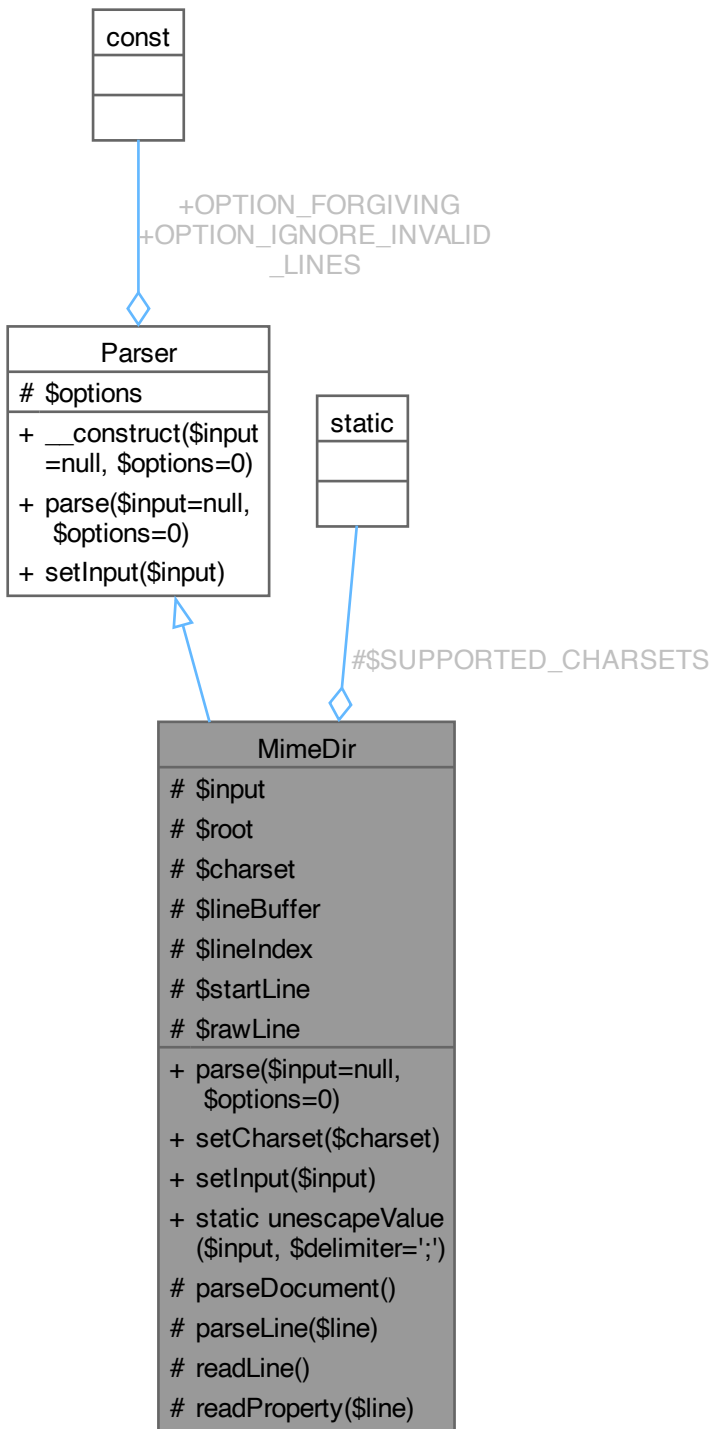 const
+OPTION_FORGIVING
+OPTION_IGNORE_INVALID
_LINES
Parser
# $options
+ __construct($input
=null, $options=0)
+ parse($input=null,
$options=0)
+ setInput($input)
static
#$SUPPORTED_CHARSETS
MimeDir
# $input
# $root
# $charset
# $lineBuffer
# $lineIndex
# $startLine
# $rawLine
+ parse($input=null,
$options=0)
+ setCharset($charset)
+ setInput($input)
+ static unescapeValue
($input, $delimiter=';')
# parseDocument()
# parseLine($line)
# readLine()
# readProperty($line)